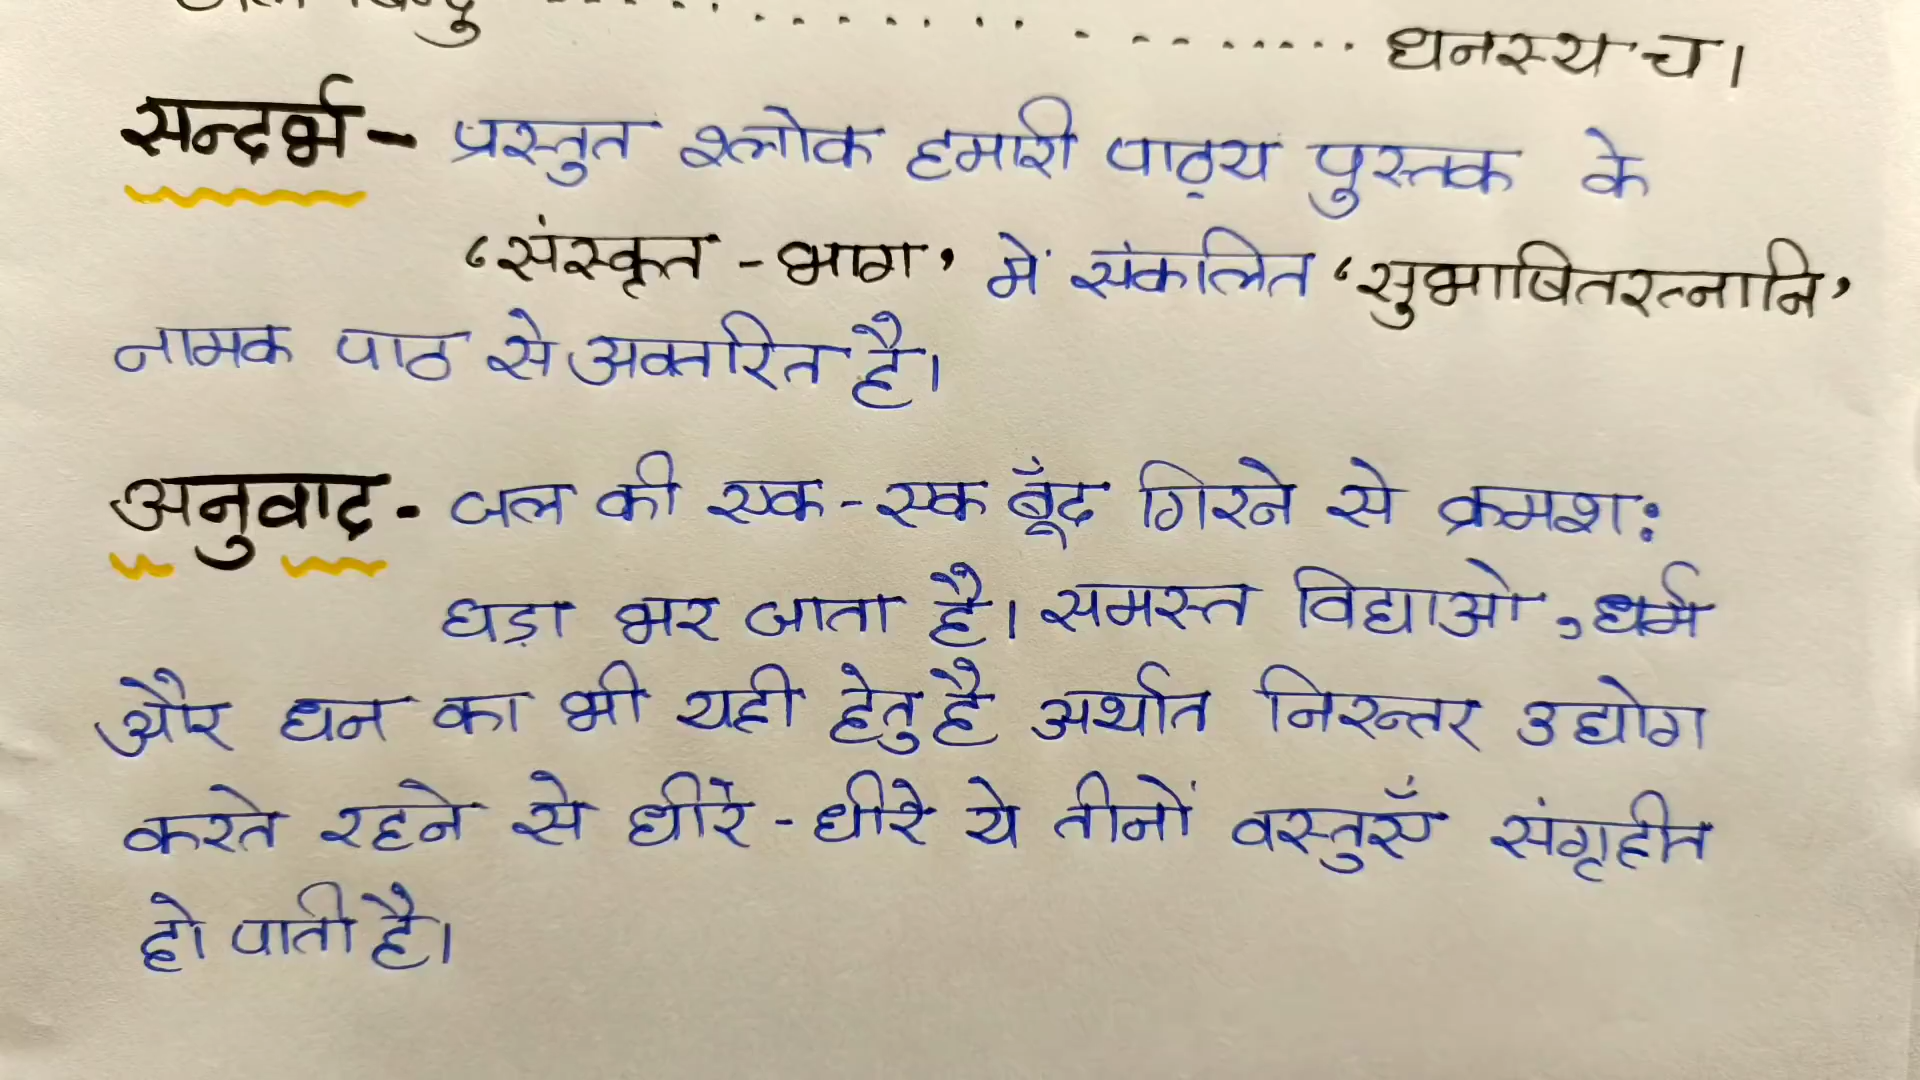 ............................ धनस्य च।
सन्दर्भ - प्रस्तुत श्लोक हमारी पाठ्य पुस्तक के
‘संस्कृत - भाग’ में संकलित ‘सुभाषितरत्नानि’
नामक पाठ से अवतरित है।
अनुवाद - जल की एक - एक बूँद गिरने से क्रमश:
घड़ा भर जाता है। समस्त विद्याओ, धर्म
और धन का भी यही हेतु है अर्थात निरन्तर उद्योग
करते रहने से धीरे - धीरे ये तीनों वस्तुएँ संगृहीत
हो पाती है।